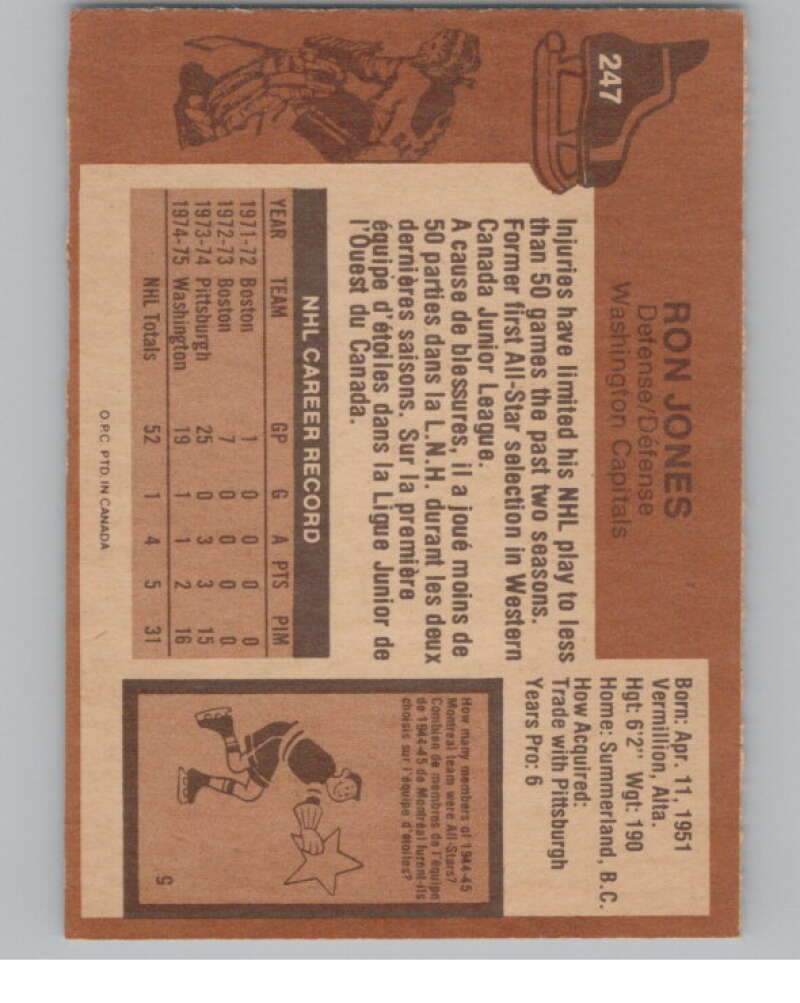 247
RON JONES
Defense/Défense
Washington Capitals
Born: Apr. 11, 1951
Vermillion, Alta.
Hgt: 6'2" Wgt: 190
Home: Summerland, B.C.
How Acquired:
Trade with Pittsburgh
Years Pro: 6
Injuries have limited his NHL play to less
than 50 games the past two seasons.
Former first All-Star selection in Western
Canada Junior League.
A cause de blessures, il a joué moins de
50 parties dans la L.N.H. durant les deux
dernières saisons. Sur la première
équipe d'étoiles dans la Ligue Junior de
l'Ouest du Canada.
NHL CAREER RECORD
YEAR TEAM GP G A PTS PIM
1971-72 Boston 1 0 0 0 0
1972-73 Boston 7 0 0 0 0
1973-74 Pittsburgh 25 0 3 3 15
1974-75 Washington 19 1 1 2 16
NHL Totals 52 1 4 5 31
How many members of 1944-45
Montreal team were All-Stars?
Combien de membres de l'équipe
de 1944-45 de Montréal furent-ils
choisis sur l'équipe d'étoiles?
5
O.P.C. PTD. IN CANADA